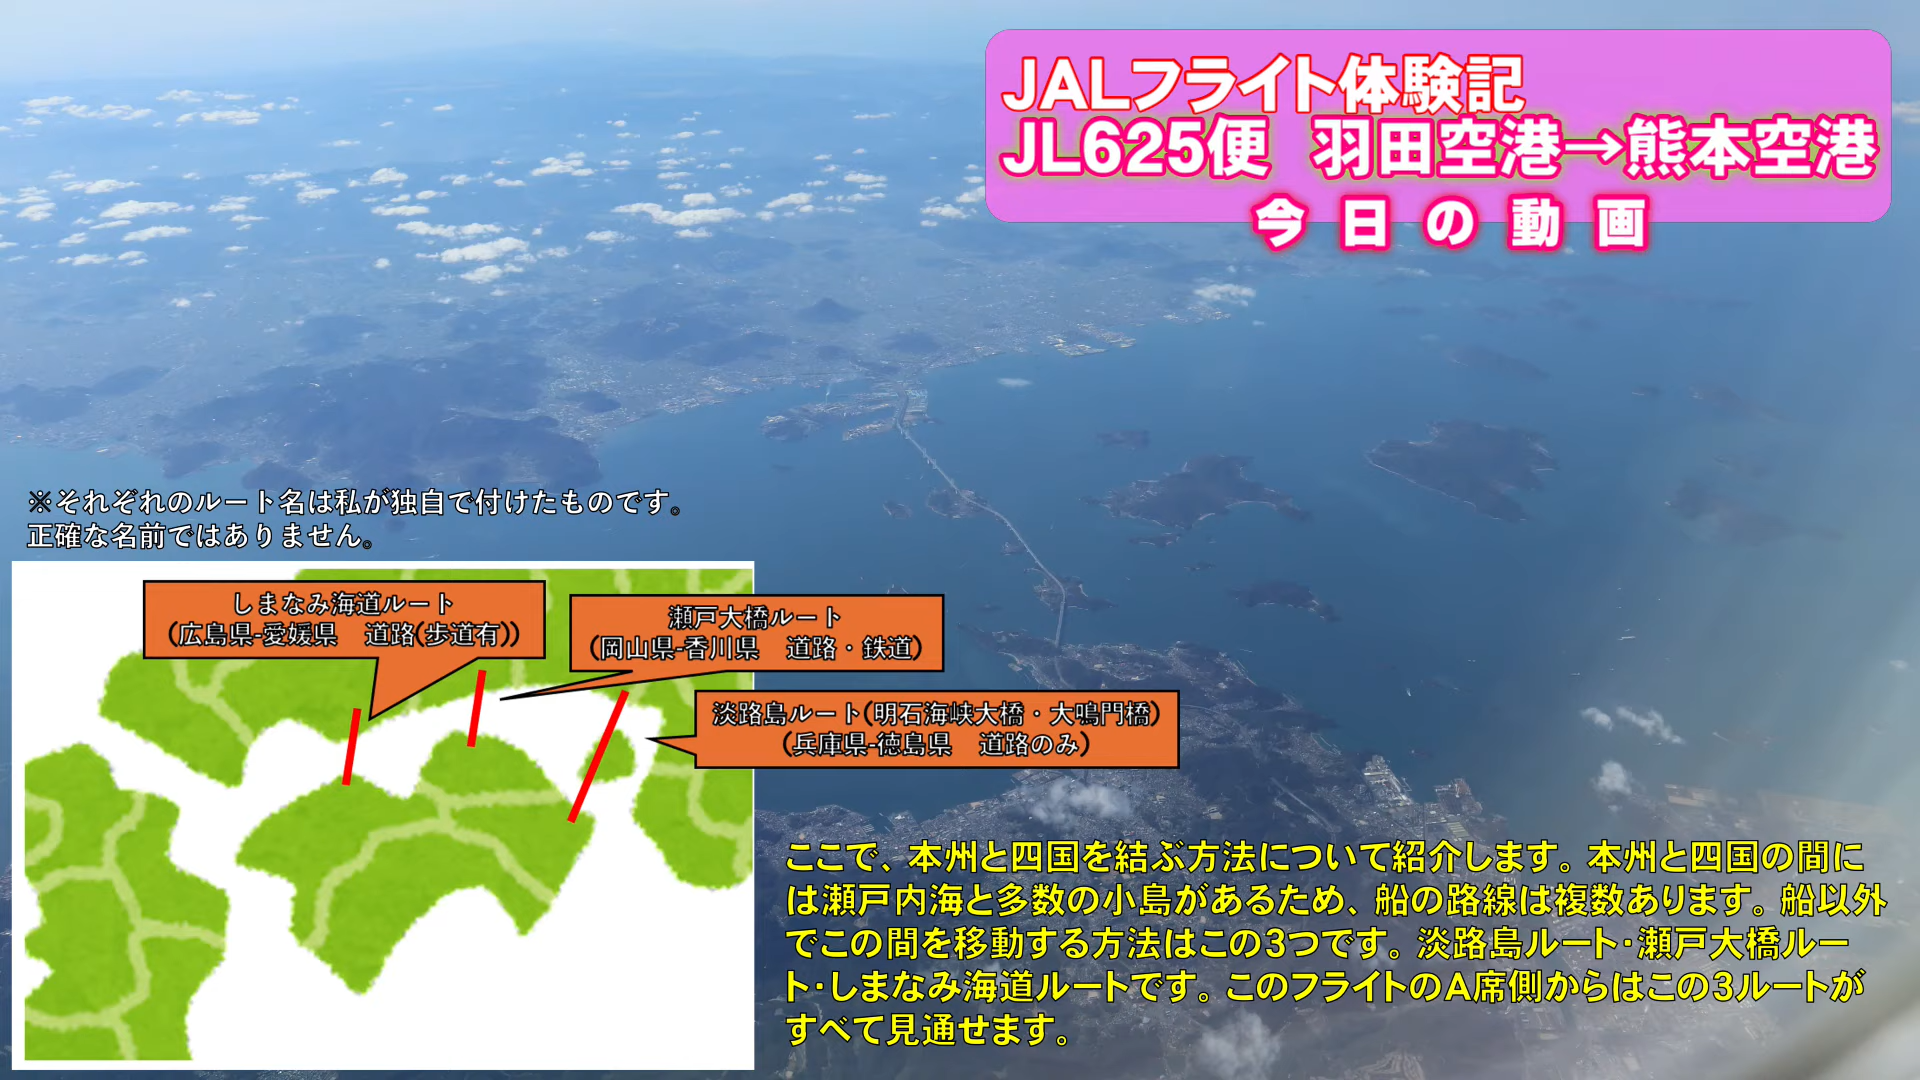 JALフライト体験記
JL625便　羽田空港→熊本空港
今日の動画
※それぞれのルート名は私が独自で付けたものです。
正確な名前ではありません。
しまなみ海道ルート
(広島県-愛媛県　道路(歩道有))
瀬戸大橋ルート
(岡山県-香川県　道路・鉄道)
淡路島ルート(明石海峡大橋・大鳴門橋)
(兵庫県-徳島県　道路のみ)
ここで、本州と四国を結ぶ方法について紹介します。本州と四国の間に
は瀬戸内海と多数の小島があるため、船の路線は複数あります。船以外
でこの間を移動する方法はこの3つです。淡路島ルート・瀬戸大橋ルー
ト・しまなみ海道ルートです。このフライトのA席側からはこの3ルートが
すべて見通せます。